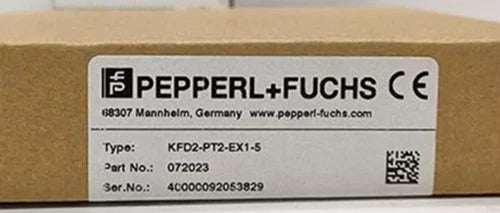 PEPPERL+FUCHS CE
68307 Mannheim, Germany www.pepperl-fuchs.com
Type: KFD2-PT2-EX1-5
Part No.: 072023
Ser.No.: 40000092053829